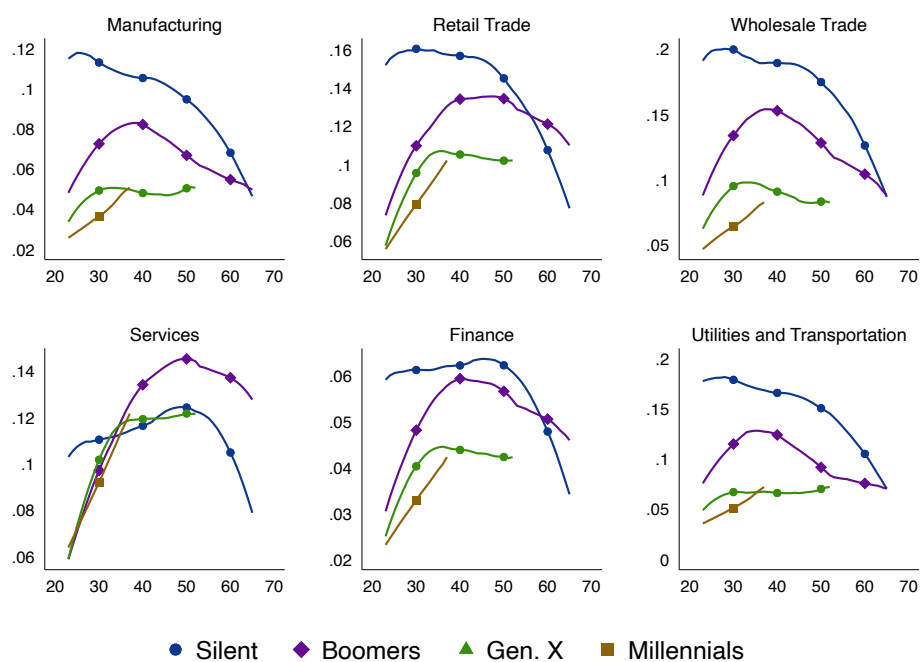 Manufacturing
.12
.1
.08
.06
.04
.02
20 30 40 50 60 70
Retail Trade
.16
.14
.12
.1
.08
.06
20 30 40 50 60 70
Wholesale Trade
.2
.15
.1
.05
20 30 40 50 60 70
Services
.14
.12
.1
.08
.06
20 30 40 50 60 70
Finance
.06
.05
.04
.03
.02
20 30 40 50 60 70
Utilities and Transportation
.2
.15
.1
.05
0
20 30 40 50 60 70
Silent Boomers Gen. X Millennials